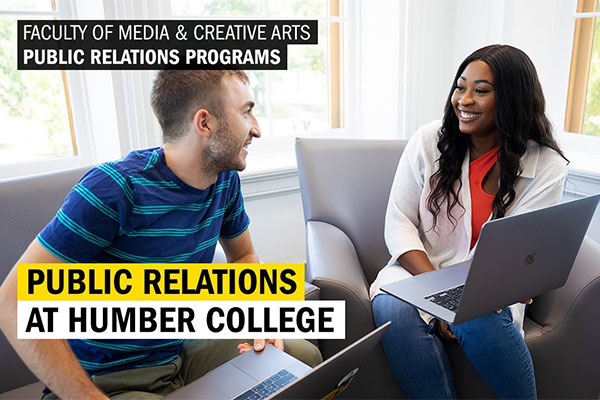 FACULTY OF MEDIA & CREATIVE ARTS
PUBLIC RELATIONS PROGRAMS
PUBLIC RELATIONS
AT HUMBER COLLEGE